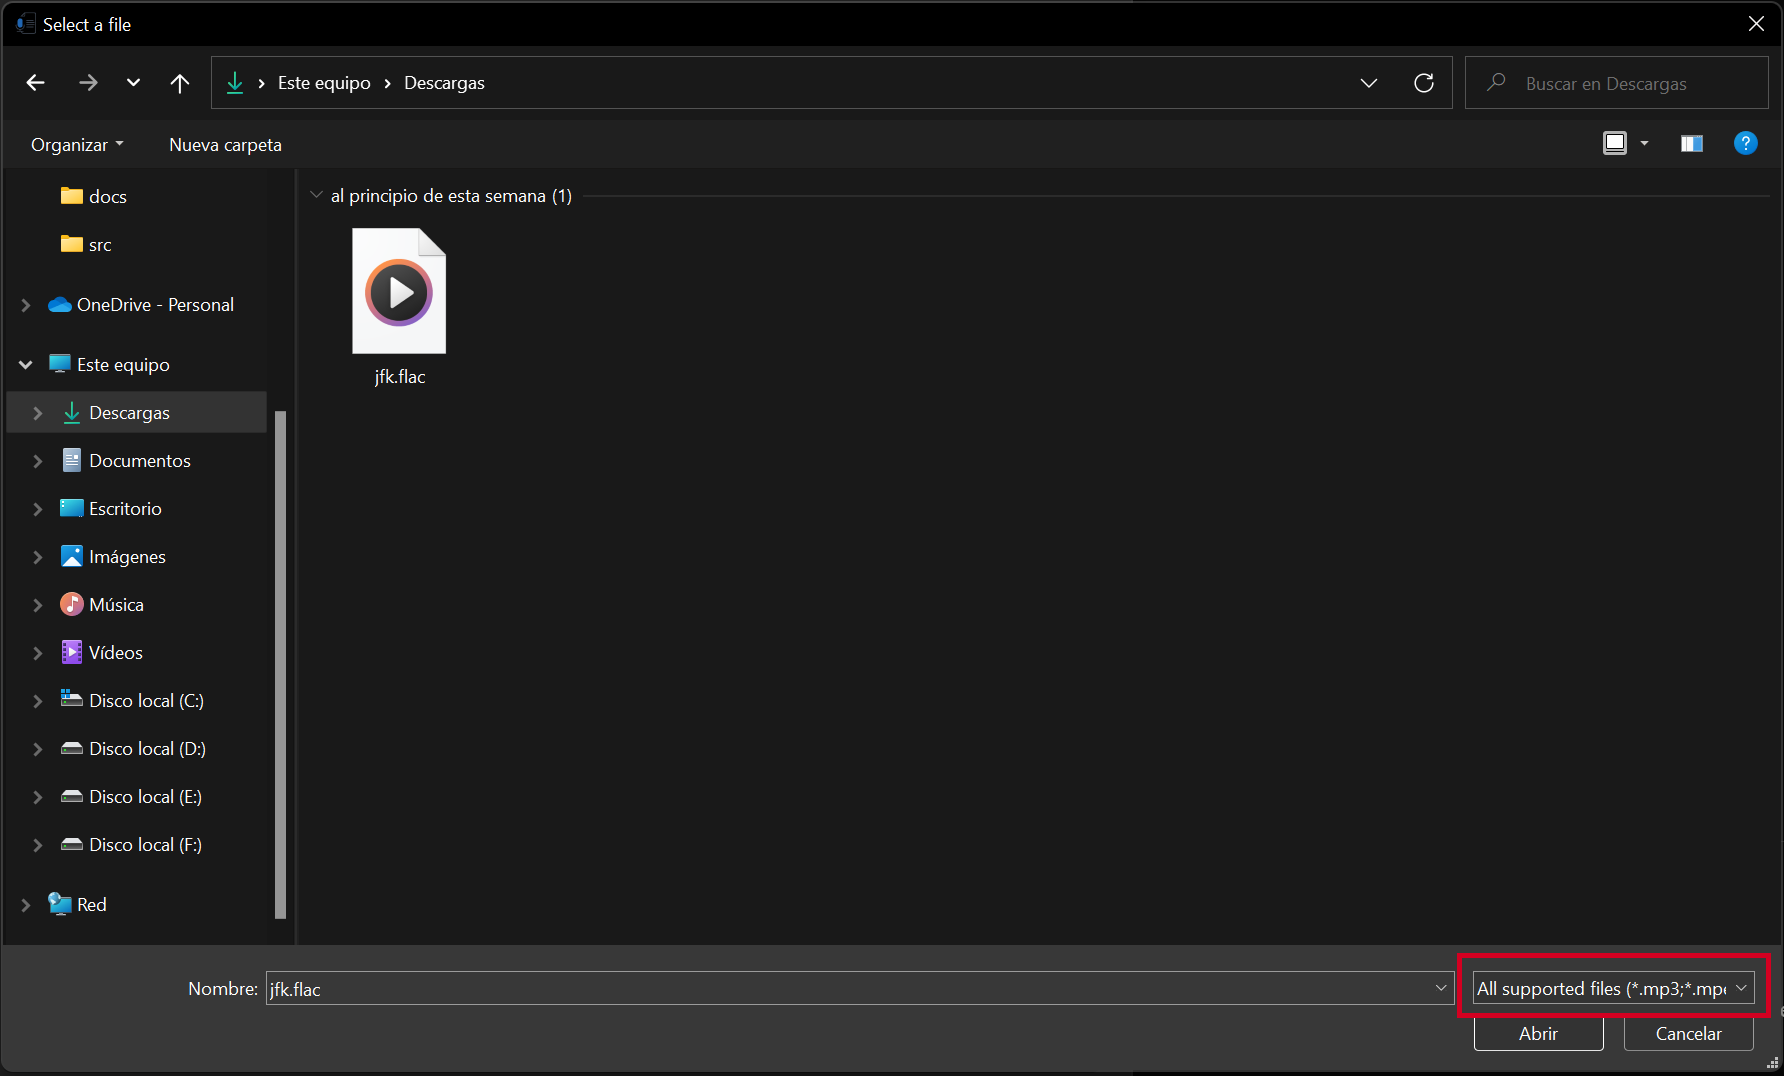 Select a file
Este equipo
Descargas
Buscar en Descargas
Organizar
Nueva carpeta
?
docs
src
OneDrive - Personal
Este equipo
Descargas
Documentos
Escritorio
Imágenes
Música
Vídeos
Disco local (C:)
Disco local (D:)
Disco local (E:)
Disco local (F:)
Red
al principio de esta semana (1)
jfk.flac
Nombre:
jfk.flac
All supported files (*.mp3;*.mpe
Abrir
Cancelar